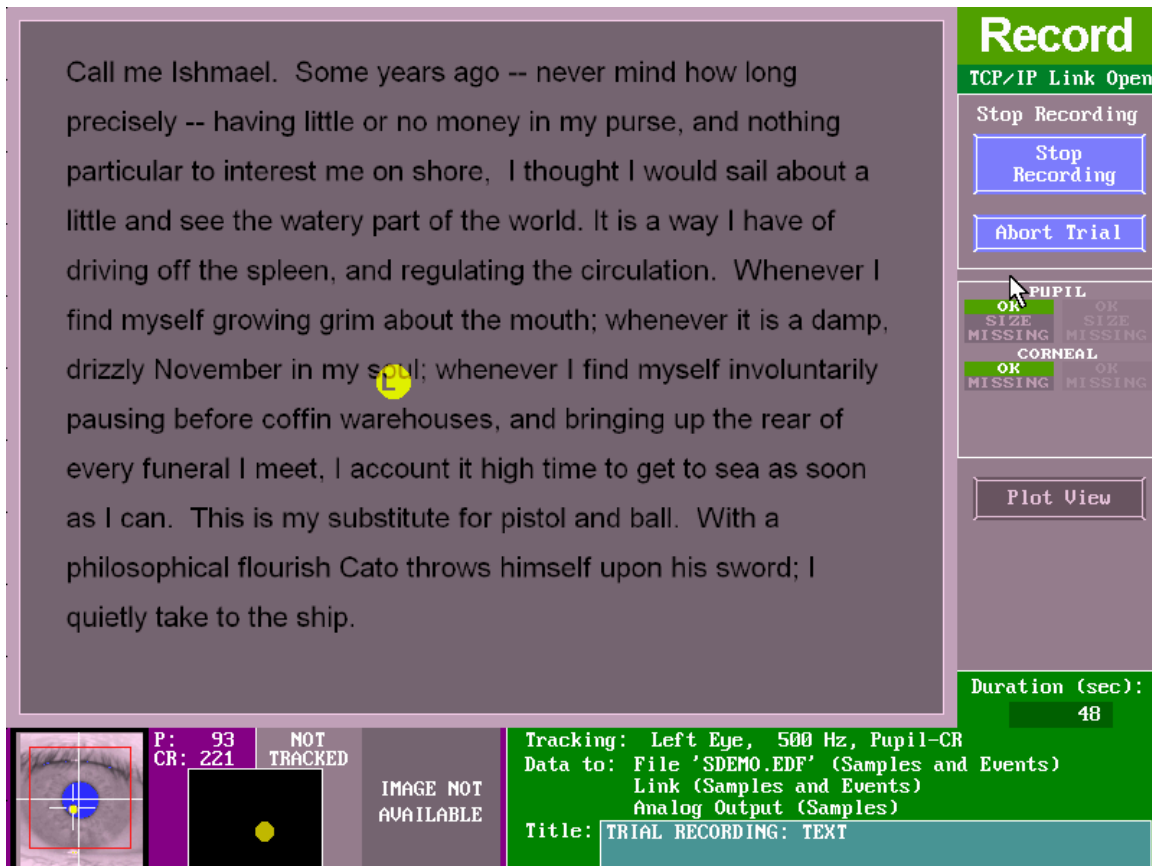 Call me Ishmael.  Some years ago -- never mind how long
precisely -- having little or no money in my purse, and nothing
particular to interest me on shore,  I thought I would sail about a
little and see the watery part of the world. It is a way I have of
driving off the spleen, and regulating the circulation.  Whenever I
find myself growing grim about the mouth; whenever it is a damp,
drizzly November in my soul; whenever I find myself involuntarily
pausing before coffin warehouses, and bringing up the rear of
every funeral I meet, I account it high time to get to sea as soon
as I can.  This is my substitute for pistol and ball.  With a
philosophical flourish Cato throws himself upon his sword; I
quietly take to the ship.
L
Record
TCP/IP Link Open
Stop Recording
Stop
Recording
Abort Trial
PUPIL
OK OK
SIZE SIZE
MISSING MISSING
CORNEAL
OK OK
MISSING MISSING
Plot View
Duration (sec):
48
P: 93
CR: 221
NOT
TRACKED
IMAGE NOT
AVAILABLE
Tracking:  Left Eye,  500 Hz, Pupil-CR
Data to:  File 'SDEMO.EDF' (Samples and Events)
Link (Samples and Events)
Analog Output (Samples)
Title: TRIAL RECORDING: TEXT